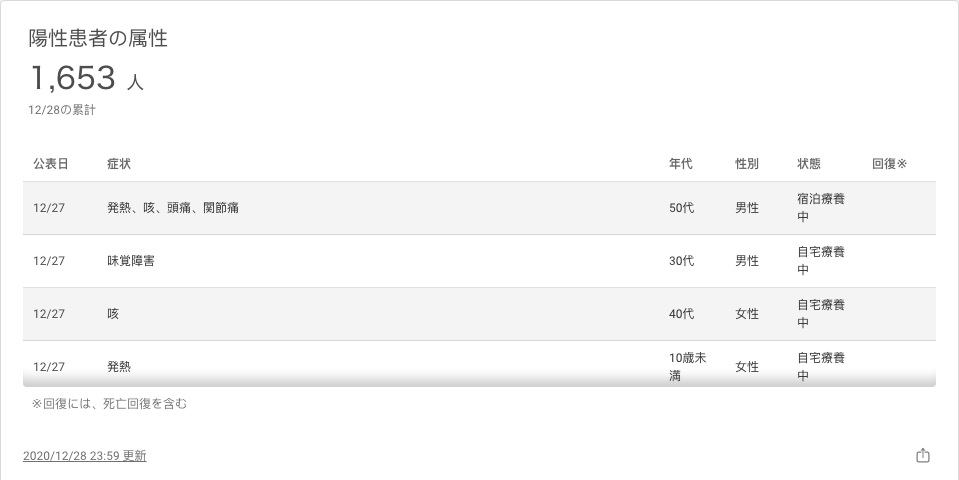 陽性患者の属性
1,653 人
12/28の累計
公表日 症状 年代 性別 状態 回復※
12/27 発熱、咳、頭痛、関節痛 50代 男性 宿泊療養中
12/27 味覚障害 30代 男性 自宅療養中
12/27 咳 40代 女性 自宅療養中
12/27 発熱 10歳未満 女性 自宅療養中
※回復には、死亡回復を含む
2020/12/28 23:59 更新